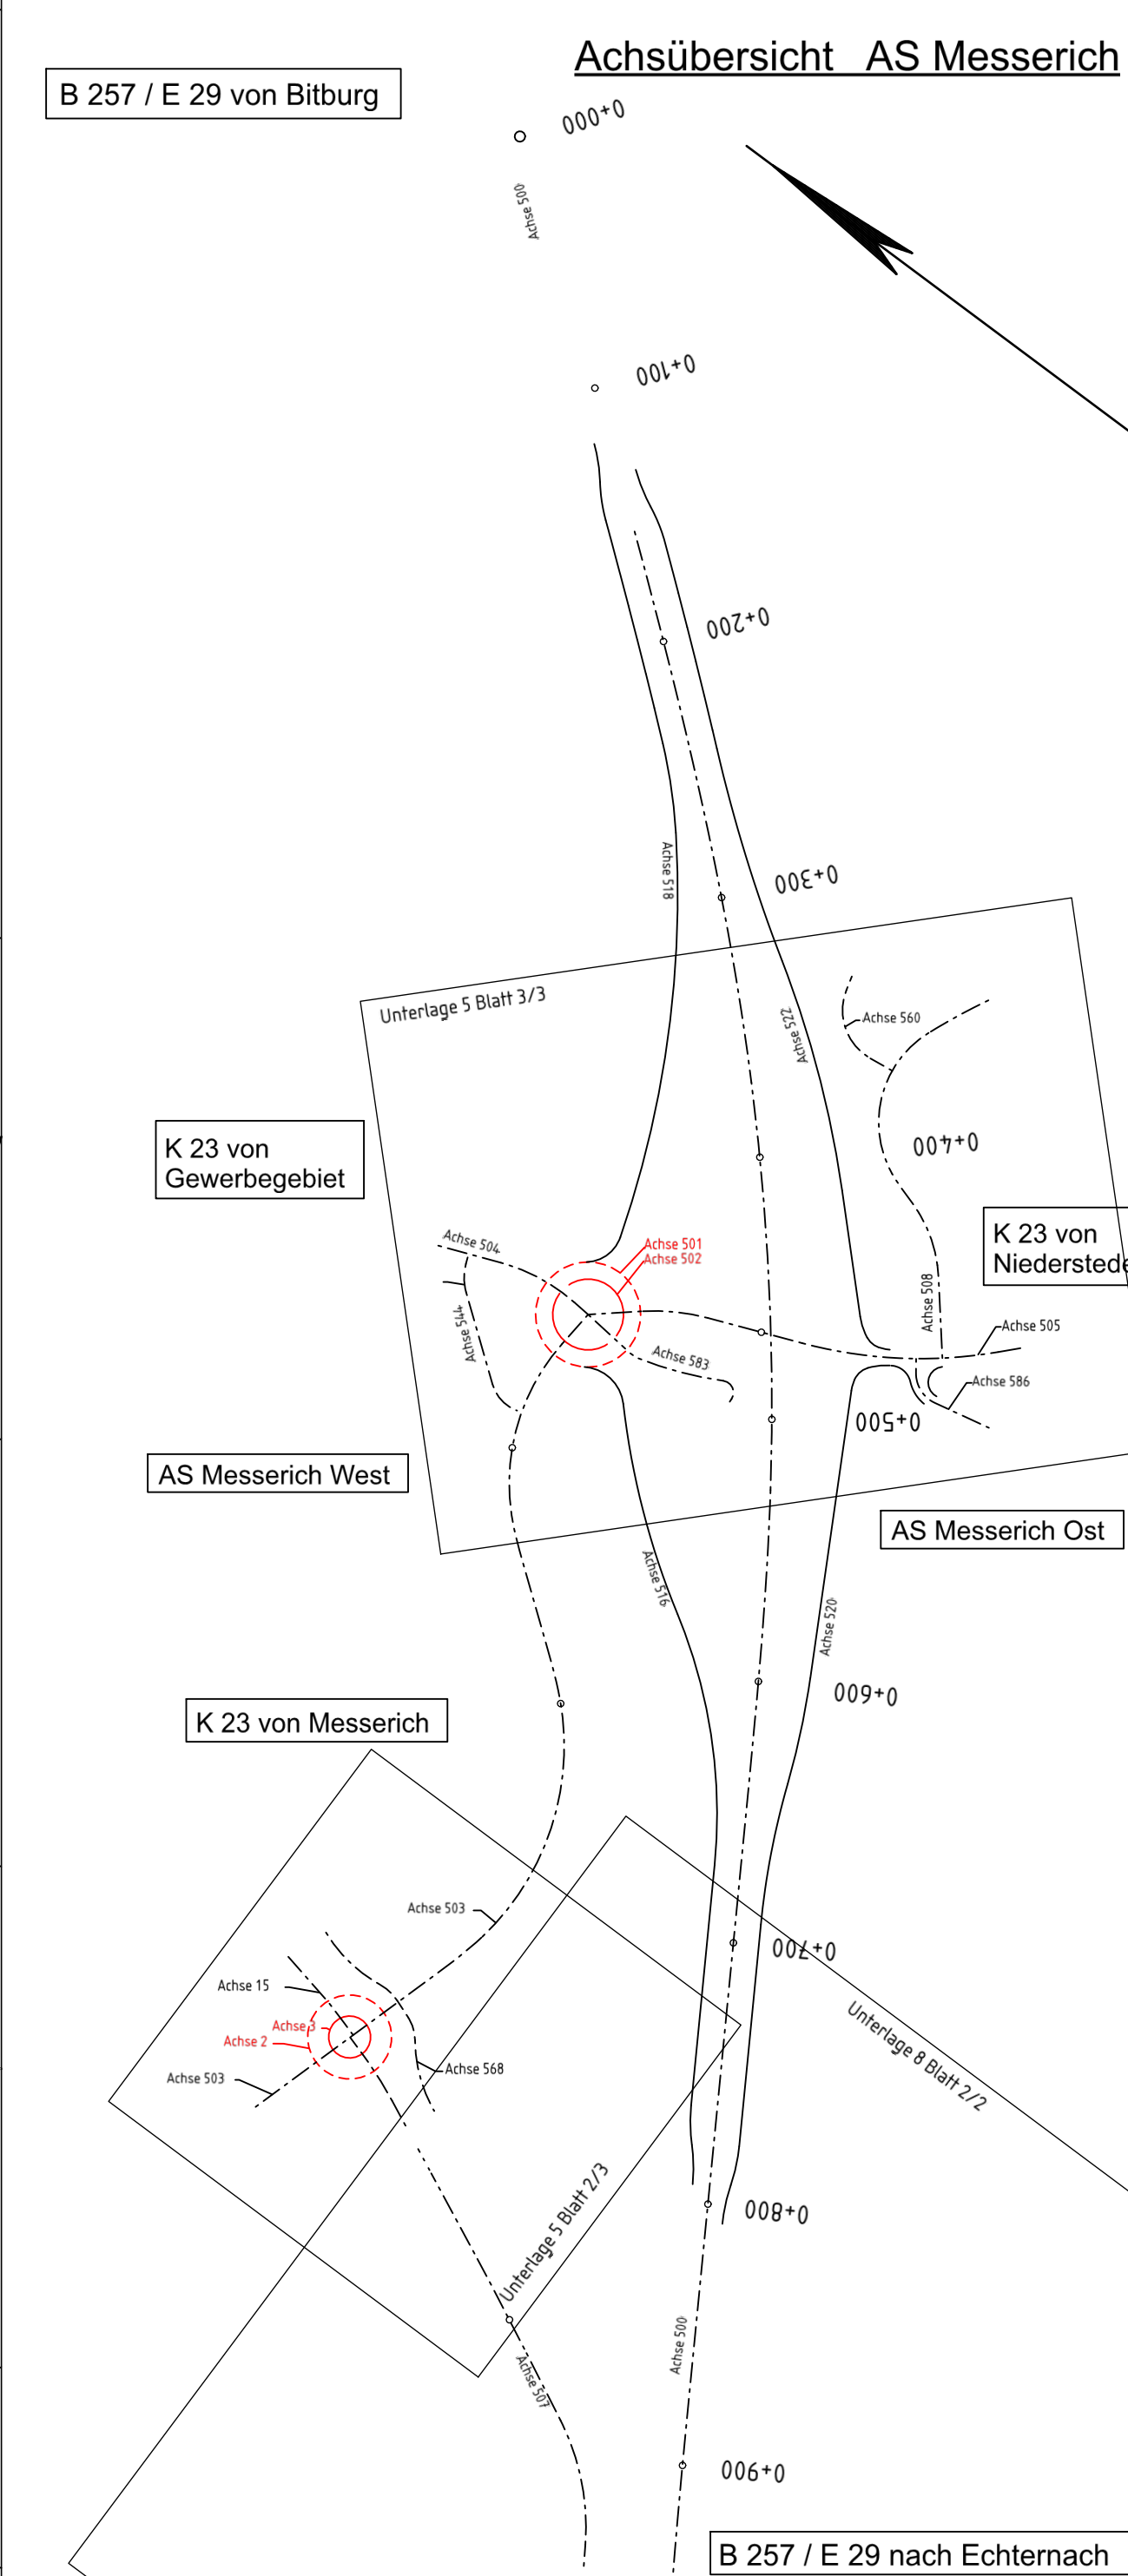 Achsübersicht AS Messerich
B 257 / E 29 von Bitburg
0+000
Achse 500
0+100
0+200
Achse 518
0+300
Unterlage 5 Blatt 3/3
Achse 522
Achse 560
K 23 von
Gewerbegebiet
0+400
K 23 von
Achse 504
Achse 501
Achse 502
Achse 544
Achse 583
Achse 508
Achse 505
Achse 586
0+500
AS Messerich West
AS Messerich Ost
Achse 516
Achse 520
0+600
K 23 von Messerich
Achse 503
0+700
Achse 15
Achse 3
Achse 2
Achse 503
Achse 568
Unterlage 8 Blatt 2/2
Unterlage 5 Blatt 2/3
0+800
Achse 500
Achse 507
0+900
B 257 / E 29 nach Echternach